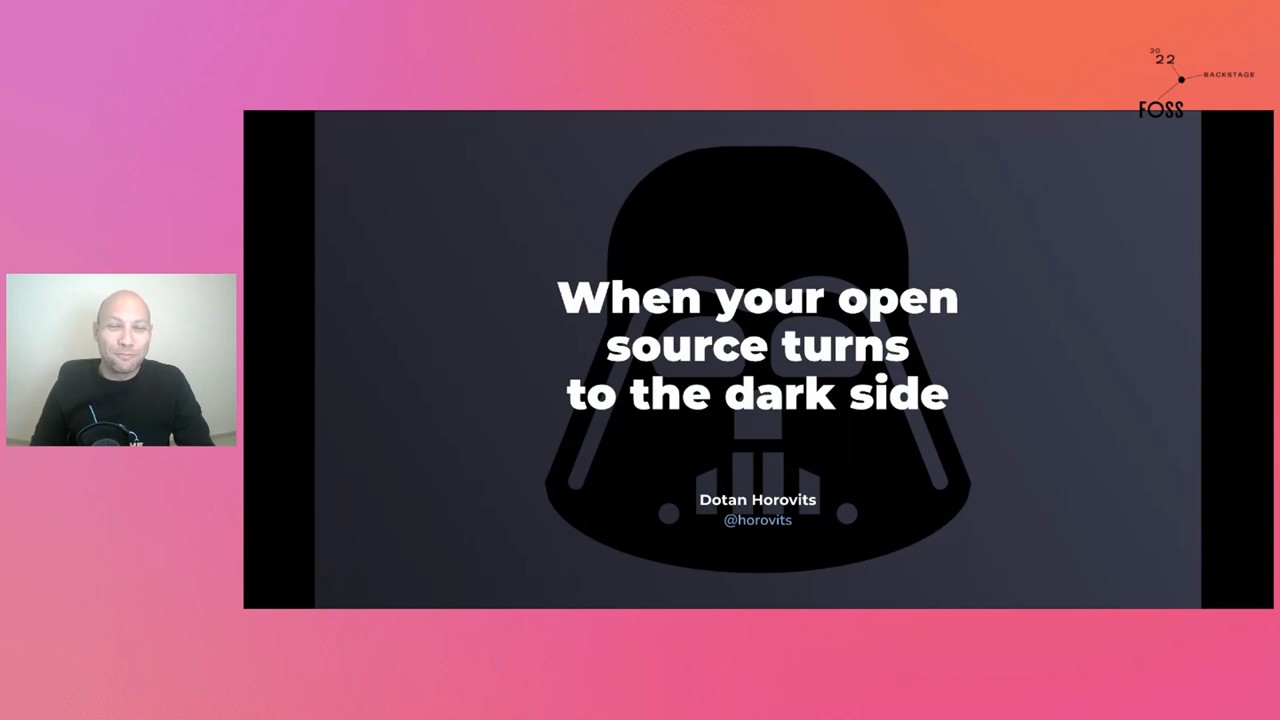 20
22
BACKSTAGE
FOSS
When your open
source turns
to the dark side
Dotan Horovits
@horovits